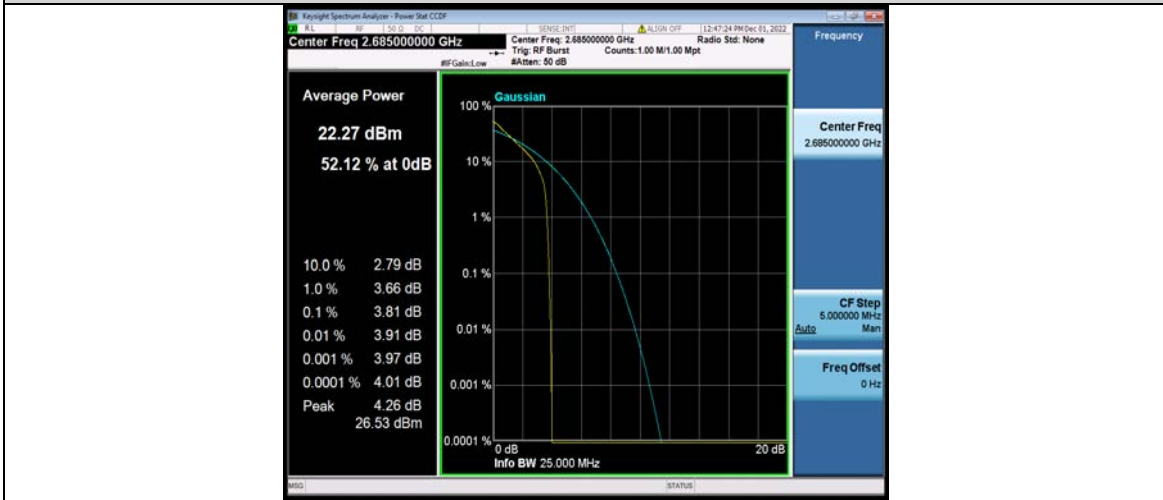 Keysight Spectrum Analyzer - Power Stat CCDF
RL RF 50 Ω DC SENSE:INT ALIGN OFF 12:47:24 PM Dec 01, 2022
Center Freq 2.685000000 GHz
Center Freq: 2.685000000 GHz Radio Std: None
Trig: RF Burst Counts:1.00 M/1.00 Mpt
#IFGain:Low #Atten: 50 dB
Frequency
Average Power
22.27 dBm
52.12 % at 0dB
10.0 % 2.79 dB
1.0 % 3.66 dB
0.1 % 3.81 dB
0.01 % 3.91 dB
0.001 % 3.97 dB
0.0001 % 4.01 dB
Peak 4.26 dB
26.53 dBm
Gaussian
100 %
10 %
1 %
0.1 %
0.01 %
0.001 %
0.0001 %
0 dB 20 dB
Info BW 25.000 MHz
Center Freq
2.685000000 GHz
CF Step
5.000000 MHz
Auto Man
Freq Offset
0 Hz
MSG STATUS